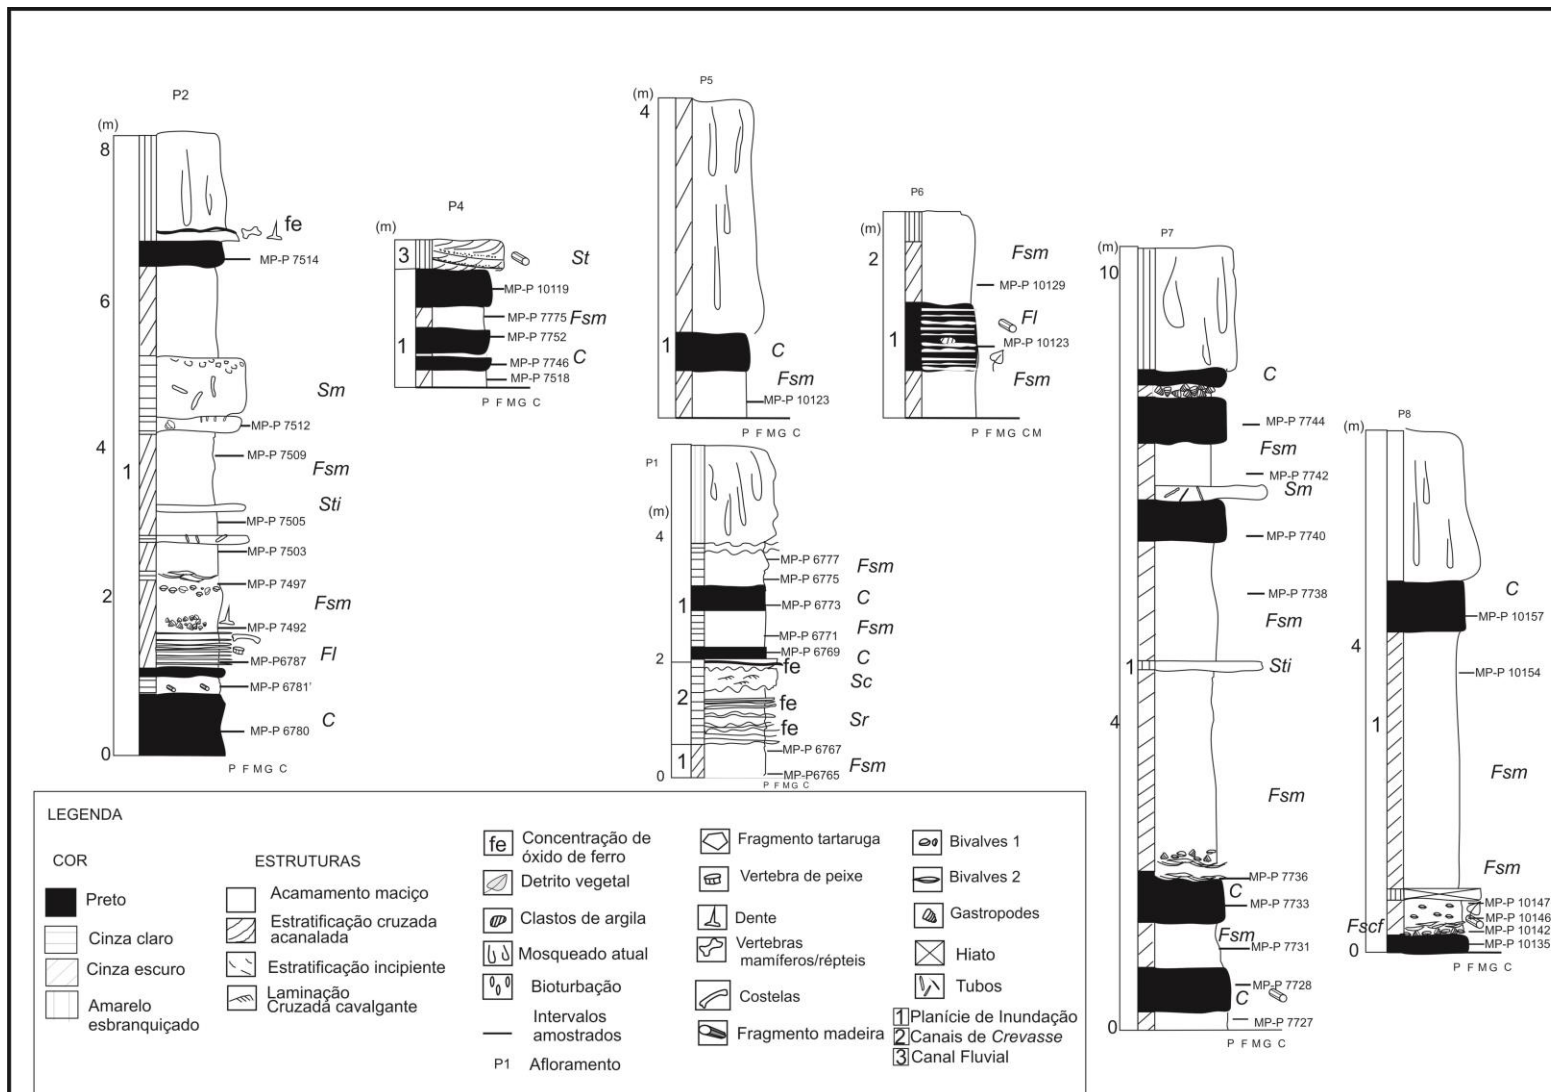 P2
(m)
8
fe
MP-P 7514
6
Sm
MP-P 7512
4
MP-P 7509
1
Fsm
Sti
MP-P 7505
MP-P 7503
MP-P 7497
2
Fsm
MP-P 7492
Fl
MP-P6787
MP-P 6781'
C
MP-P 6780
0
P F MG C
P4
(m)
3
St
MP-P 10119
MP-P 7775
Fsm
MP-P 7752
1
C
MP-P 7746
MP-P 7518
P F MG C
P5
(m)
4
1
C
Fsm
MP-P 10123
P F MG C
P6
(m)
2
Fsm
MP-P 10129
Fl
1
MP-P 10123
Fsm
P F MG CM
P1
(m)
4
MP-P 6777
Fsm
MP-P 6775
1
C
MP-P 6773
Fsm
MP-P 6771
MP-P 6769
2
C
fe
Sc
2
fe
Sr
fe
MP-P 6767
1
Fsm
MP-P6765
0
P F MG C
P7
(m)
10
C
MP-P 7744
Fsm
MP-P 7742
Sm
MP-P 7740
MP-P 7738
Fsm
1
Sti
4
Fsm
MP-P 7736
C
MP-P 7733
Fsm
MP-P 7731
MP-P 7728
C
MP-P 7727
0
P F MG C
P8
(m)
C
MP-P 10157
4
MP-P 10154
1
Fsm
Fsm
MP-P 10147
MP-P 10146
Fscf
MP-P 10142
MP-P 10135
0
P F MG C
LEGENDA
COR
Preto
Cinza claro
Cinza escuro
Amarelo
esbranquiçado
ESTRUTURAS
Acamamento maciço
Estratificação cruzada
acanalada
Estratificação incipiente
Laminação
Cruzada cavalgante
fe
Concentração de
óxido de ferro
Detrito vegetal
Clastos de argila
Mosqueado atual
Bioturbação
Intervalos
amostrados
P1 Afloramento
Fragmento tartaruga
Vertebra de peixe
Dente
Vertebras
mamíferos/répteis
Costelas
Fragmento madeira
Bivalves 1
Bivalves 2
Gastropodes
Hiato
Tubos
1 Planície de Inundação
2 Canais de Crevasse
3 Canal Fluvial